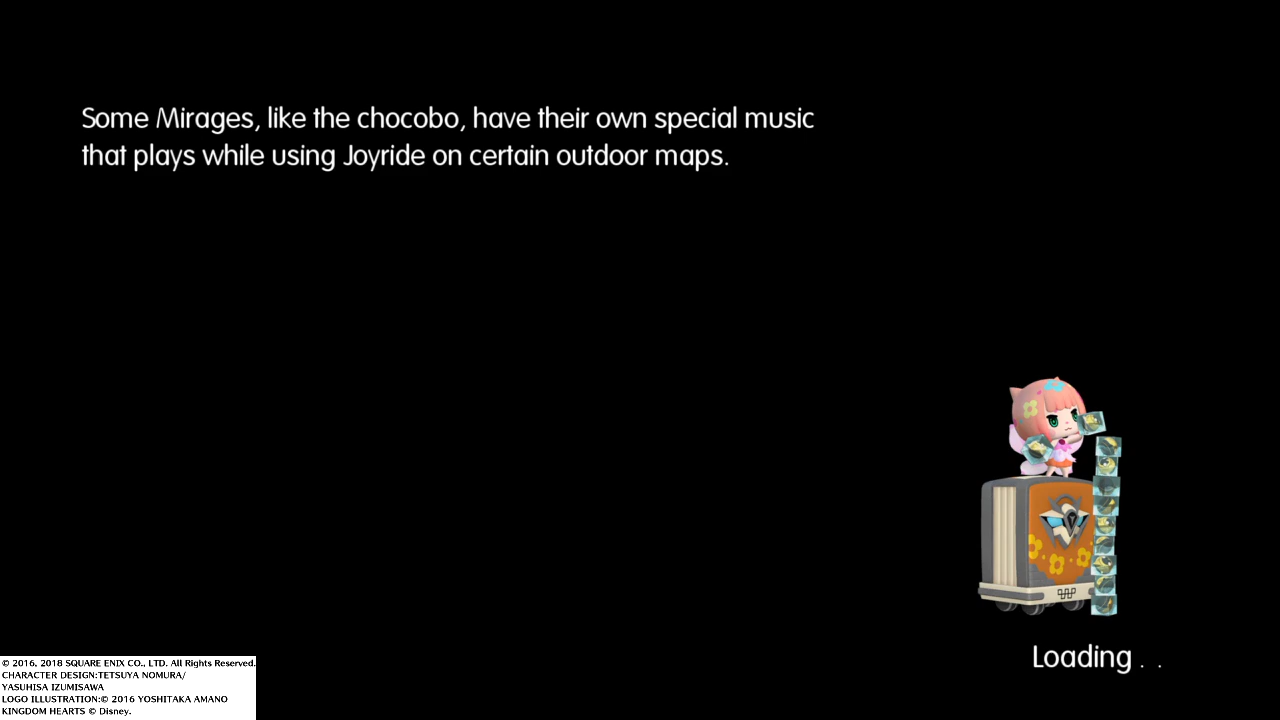 Some Mirages, like the chocobo, have their own special music
that plays while using Joyride on certain outdoor maps.
Loading . .
© 2016, 2018 SQUARE ENIX CO., LTD. All Rights Reserved.
CHARACTER DESIGN:TETSUYA NOMURA/
YASUHISA IZUMISAWA
LOGO ILLUSTRATION:© 2016 YOSHITAKA AMANO
KINGDOM HEARTS © Disney.